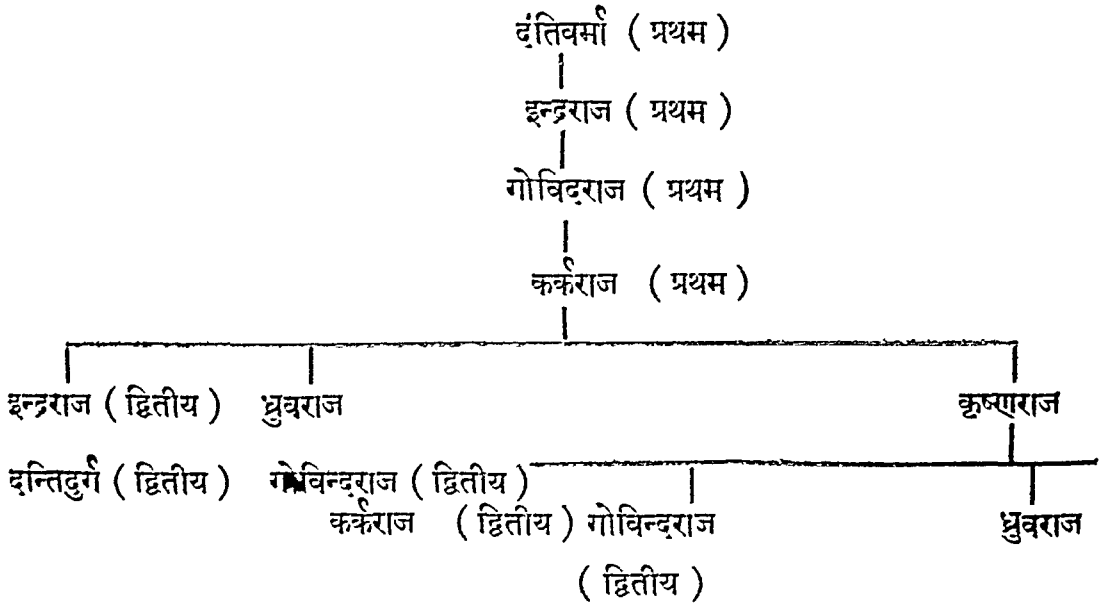 दंतिवर्मा ( प्रथम )
इन्द्रराज ( प्रथम )
गोविंदराज ( प्रथम )
कर्कराज ( प्रथम )
इन्द्रराज ( द्वितीय ) ध्रुवराज कृष्णराज
दन्तिदुर्ग ( द्वितीय ) गोविन्दराज ( द्वितीय )
कर्कराज ( द्वितीय ) गोविन्दराज ध्रुवराज
( द्वितीय )